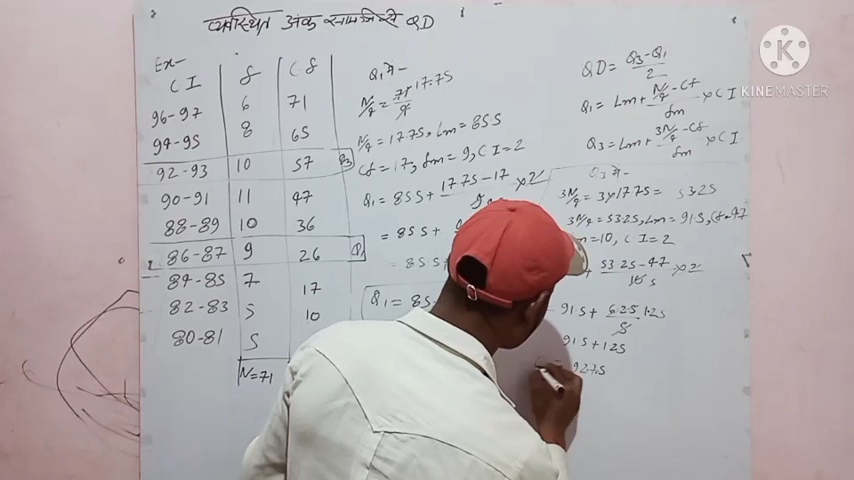 व्यवस्थित अंक सामग्री से QD
KINEMASTER
Ex-
CI f Cf
96-97 6 71
94-95 8 65
92-93 10 57 Q3
90-91 11 47
88-89 10 36
86-87 9 26 Q1
84-85 7 17
82-83 5 10
80-81 5
N=71
Q1 में-
N/4 = 71/4 17.75
N/4 = 17.75, Lm = 85.5
Cf = 17, fm = 9, CI = 2
Q1 = 85.5 + 17.75-17/9 × 2
= 85.5 +
= 85.5
Q1 = 85.
QD = Q3-Q1/2
Q1 = Lm + N/4-Cf/fm × CI
Q3 = Lm + 3N/4-Cf/fm × CI
Q3 में-
3N/4 = 3×17.75 = 53.25
3N/4 = 53.25, Lm = 91.5, Cf = 47
m = 10, CI = 2
+ 53.25-47/10 5 × 2
91.5 + 6.25/5 1.25
91.5 + 1.25
92.75